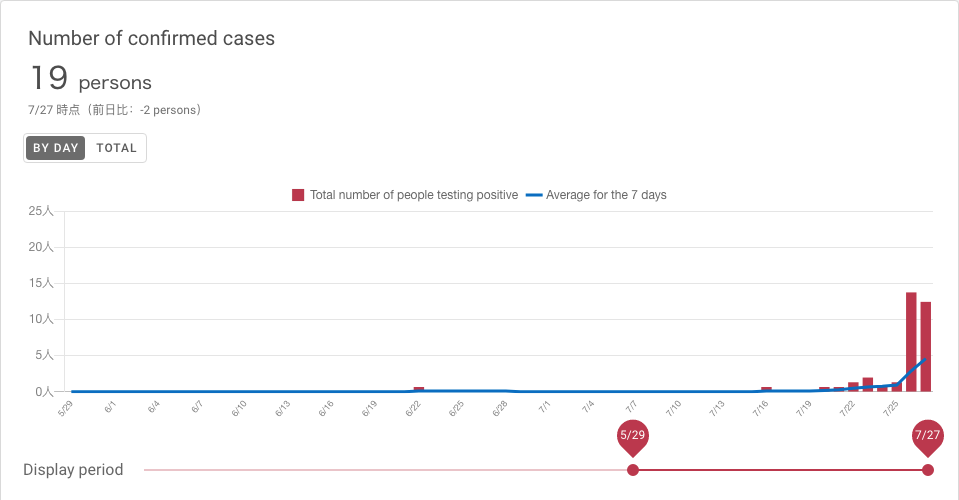 Number of confirmed cases
19 persons
7/27 時点（前日比：-2 persons）
BY DAY TOTAL
Total number of people testing positive Average for the 7 days
25人
20人
15人
10人
5人
0人
5/29 6/1 6/4 6/7 6/10 6/13 6/16 6/19 6/22 6/25 6/28 7/1 7/4 7/7 7/10 7/13 7/16 7/19 7/22 7/25
5/29 7/27
Display period